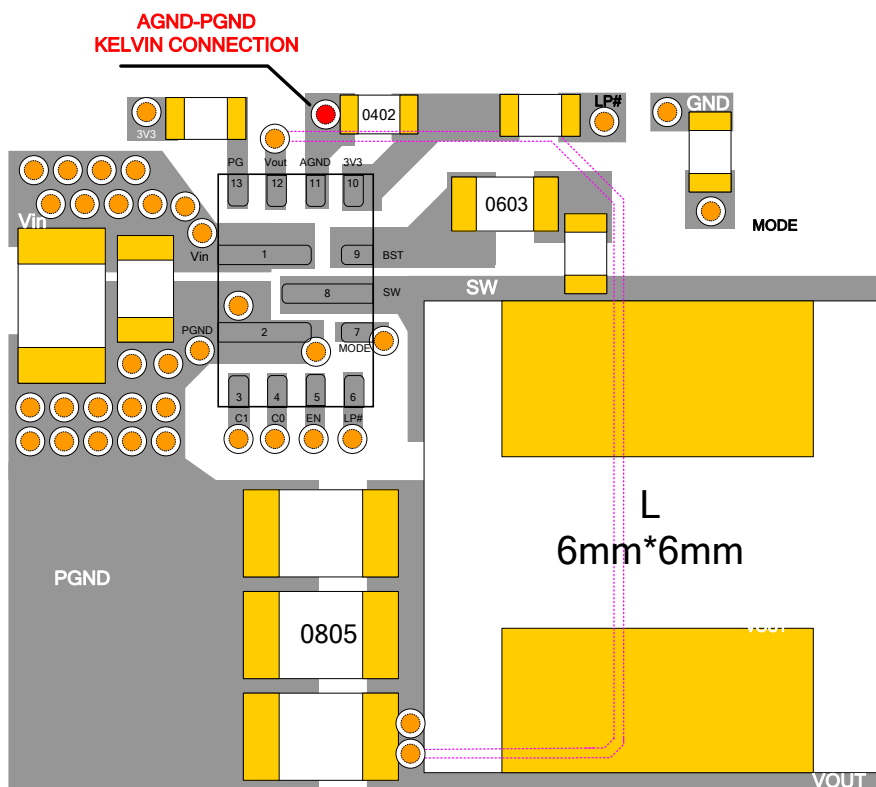 AGND-PGND
KELVIN CONNECTION
3V3
0402
LP#
GND
PG
Vout
AGND
3V3
13
12
11
10
Vin
0603
MODE
Vin
1
9
BST
8
SW
SW
PGND
2
7
MODE
3
4
5
6
C1
C0
EN
LP#
L
6mm*6mm
PGND
0805
VOUT
VOUT